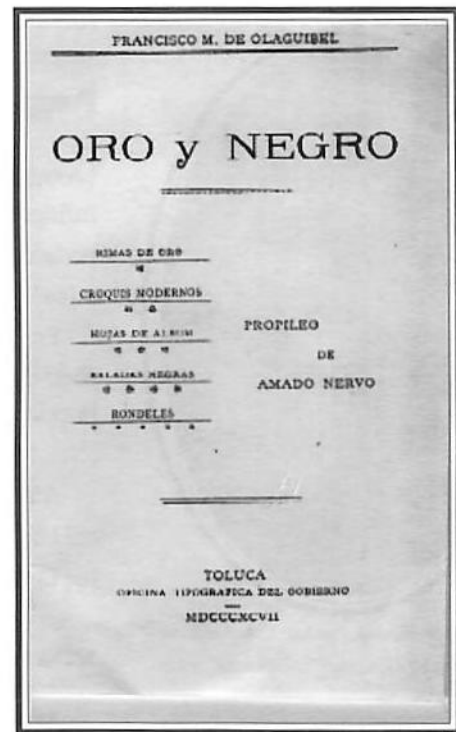 FRANCISCO M. DE OLAGUIBEL
ORO y NEGRO
RIMAS DE ORO
CROQUIS MODERNOS
HOJAS DE ALBUM
BALADAS NEGRAS
RONDELES
PROPILEO
DE
AMADO NERVO
TOLUCA
OFICINA TIPOGRAFICA DEL GOBIERNO
MDCCCXCVII